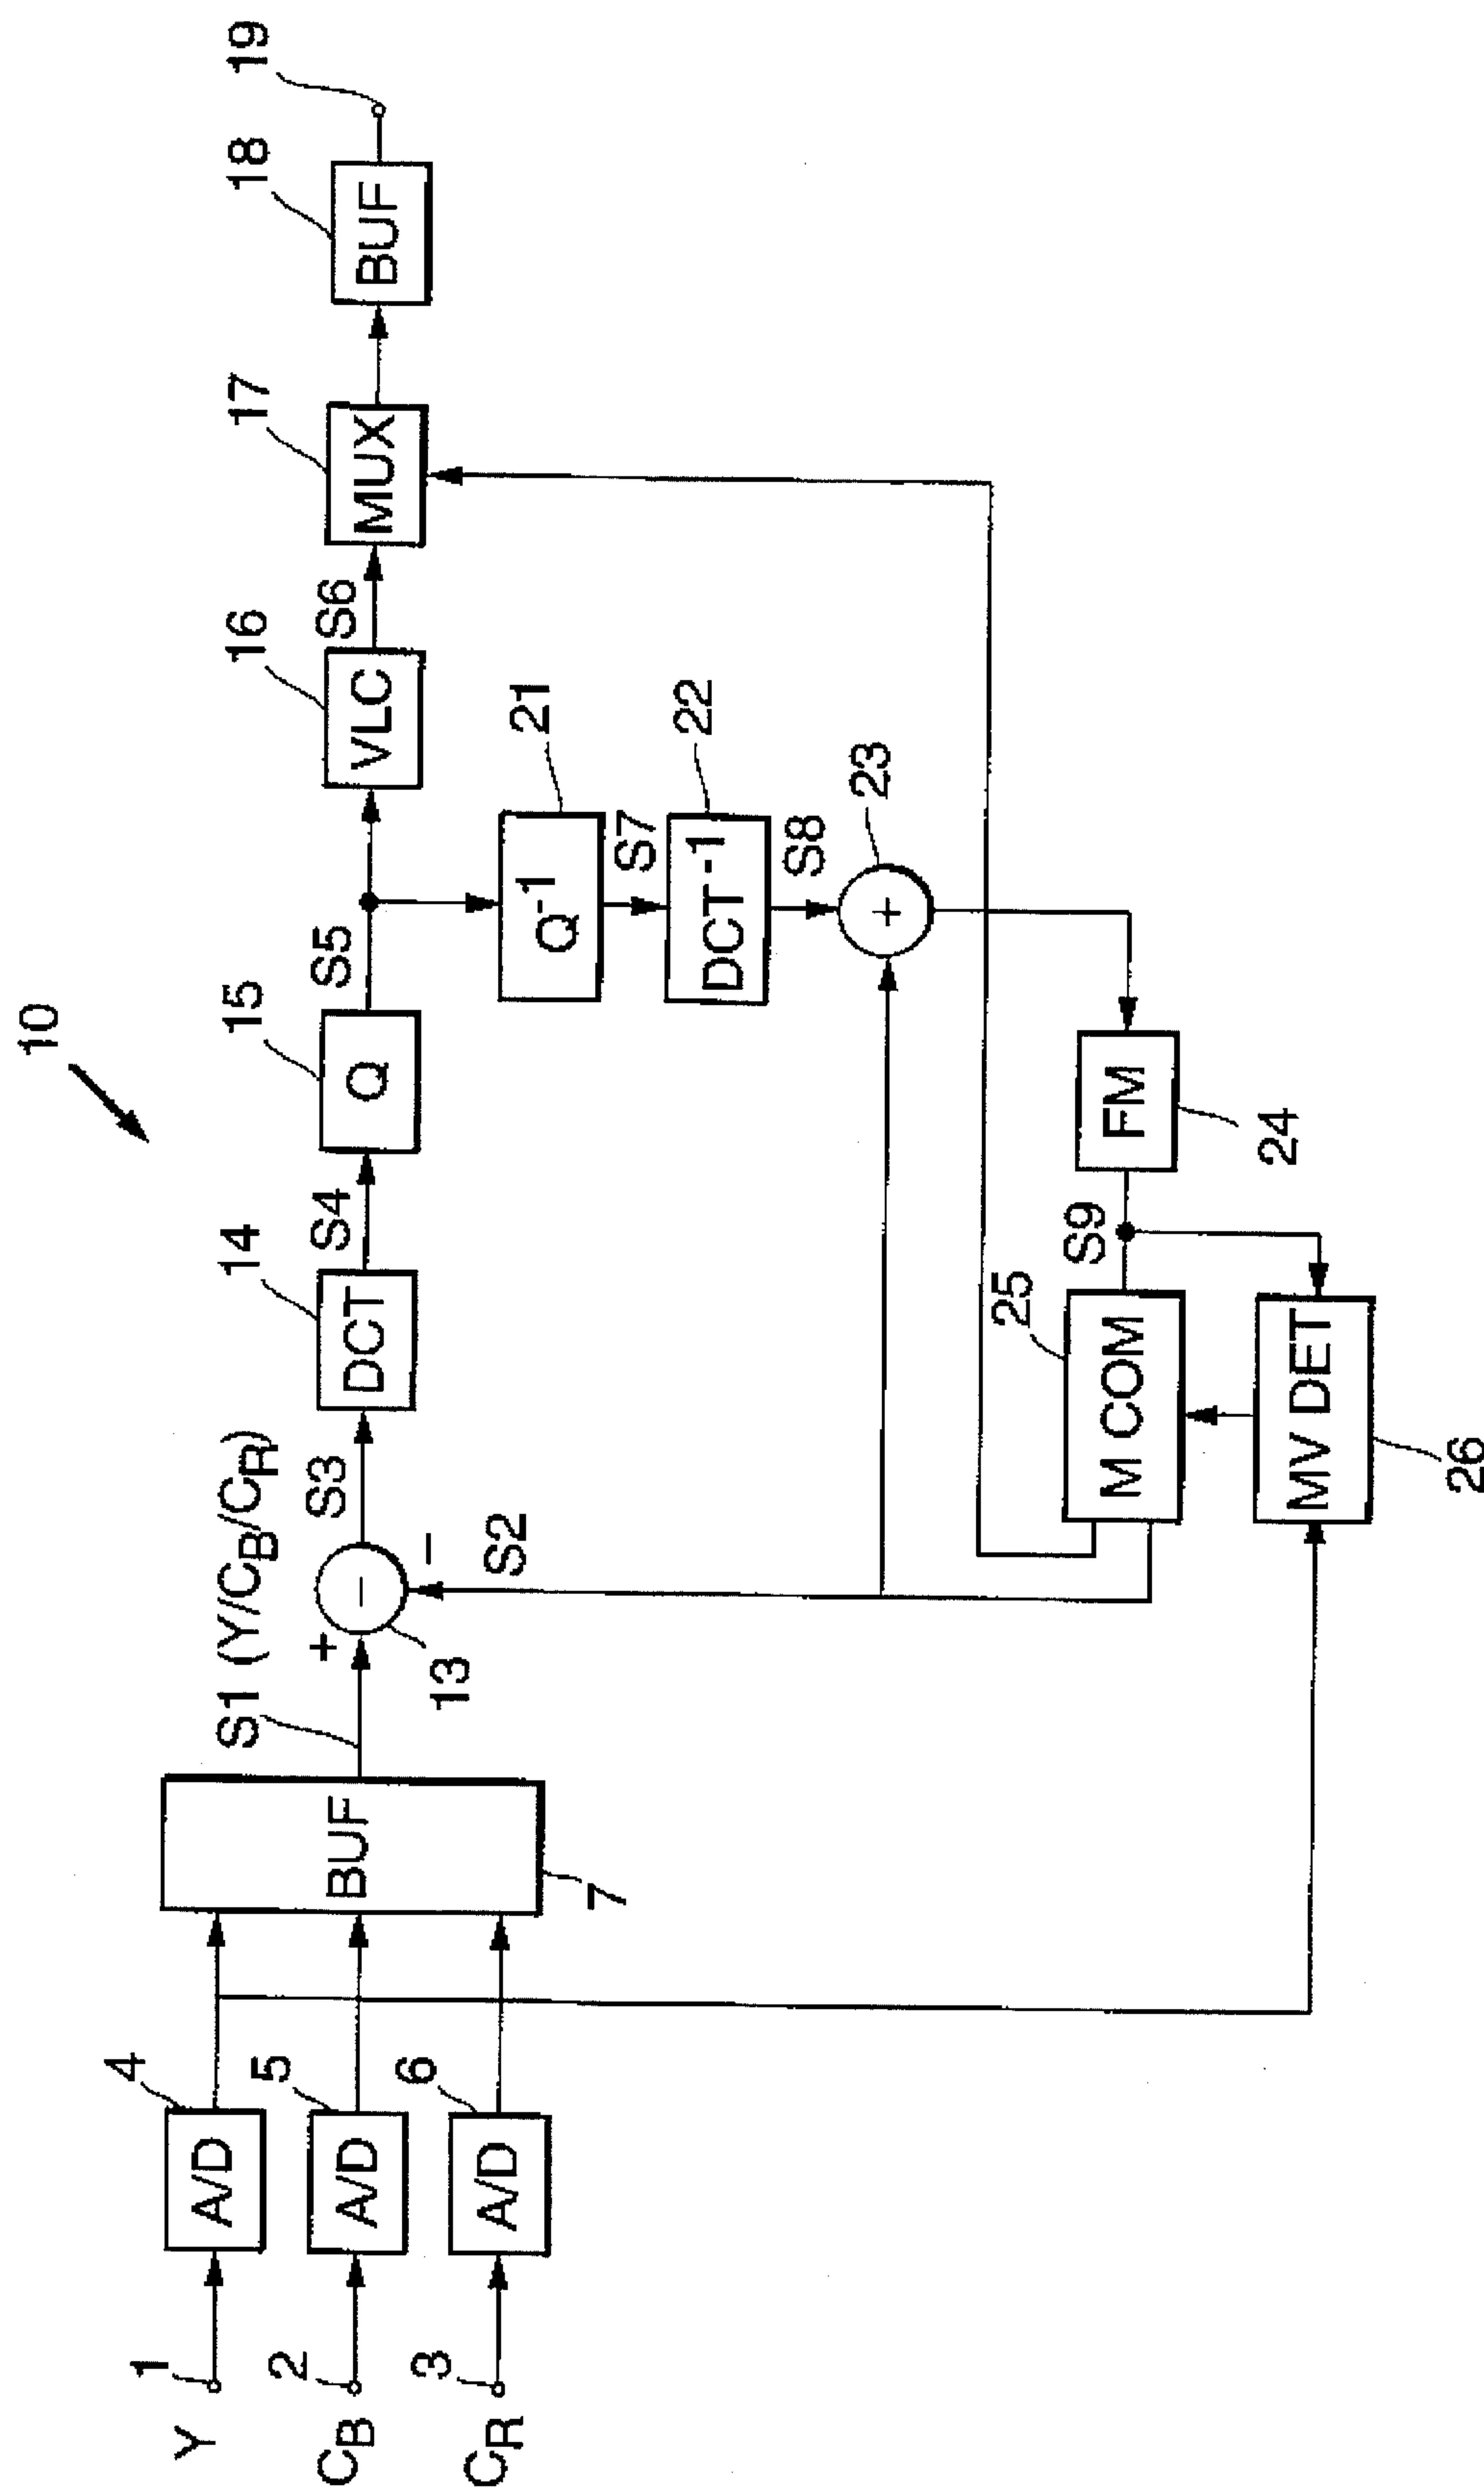 10
1
Y
4
A/D
2
CB
5
A/D
3
CR
6
A/D
BUF
7
S1 (Y/CB/CR)
+
−
−
13
S2
S3
14
DCT
S4
15
Q
S5
16
VLC
S6
17
MUX
18
BUF
19
21
Q-1
S7
22
DCT-1
S8
23
+
FM
24
S9
25
M COM
MV DET
26